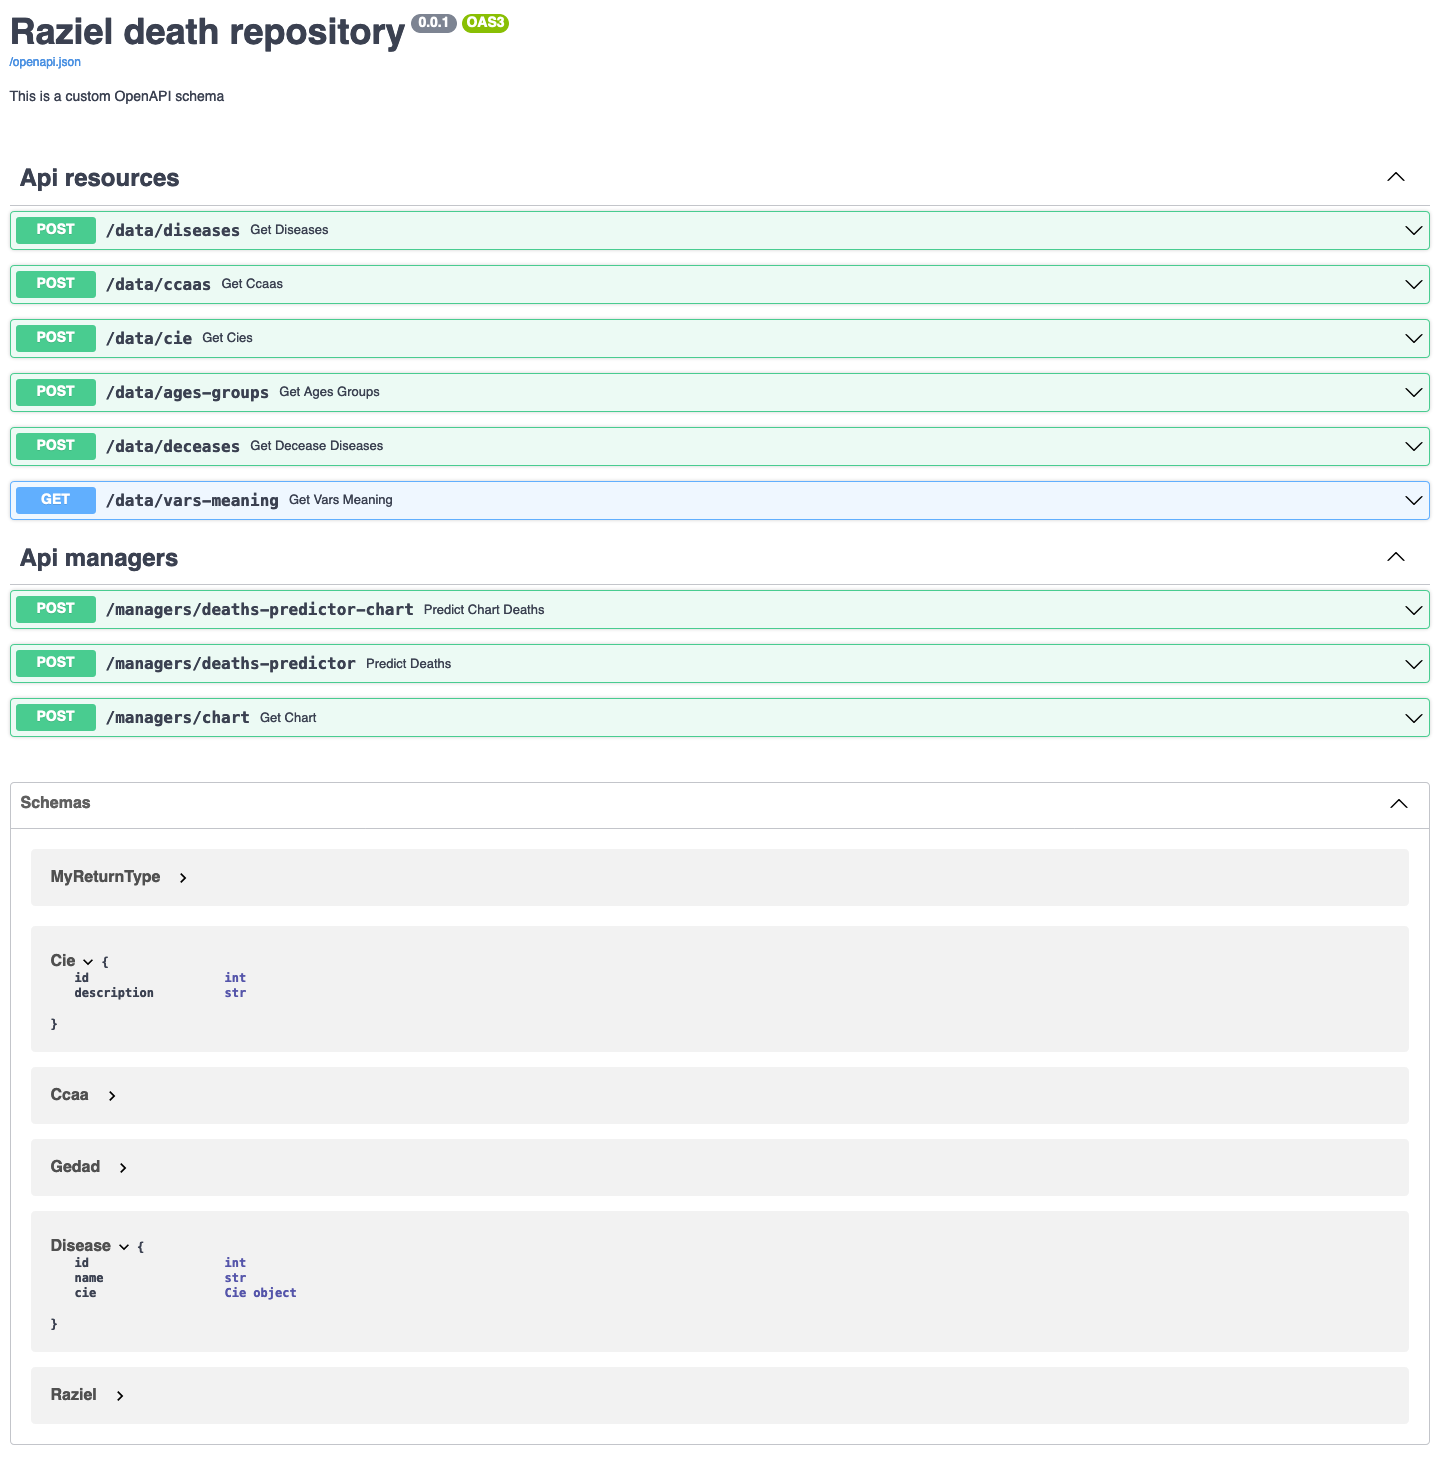 Raziel death repository 0.0.1 OAS3
/openapi.json
This is a custom OpenAPI schema
Api resources
POST /data/diseases Get Diseases
POST /data/ccaas Get Ccaas
POST /data/cie Get Cies
POST /data/ages-groups Get Ages Groups
POST /data/deceases Get Decease Diseases
GET /data/vars-meaning Get Vars Meaning
Api managers
POST /managers/deaths-predictor-chart Predict Chart Deaths
POST /managers/deaths-predictor Predict Deaths
POST /managers/chart Get Chart
Schemas
MyReturnType
Cie {
id int
description str
}
Ccaa
Gedad
Disease {
id int
name str
cie Cie object
}
Raziel